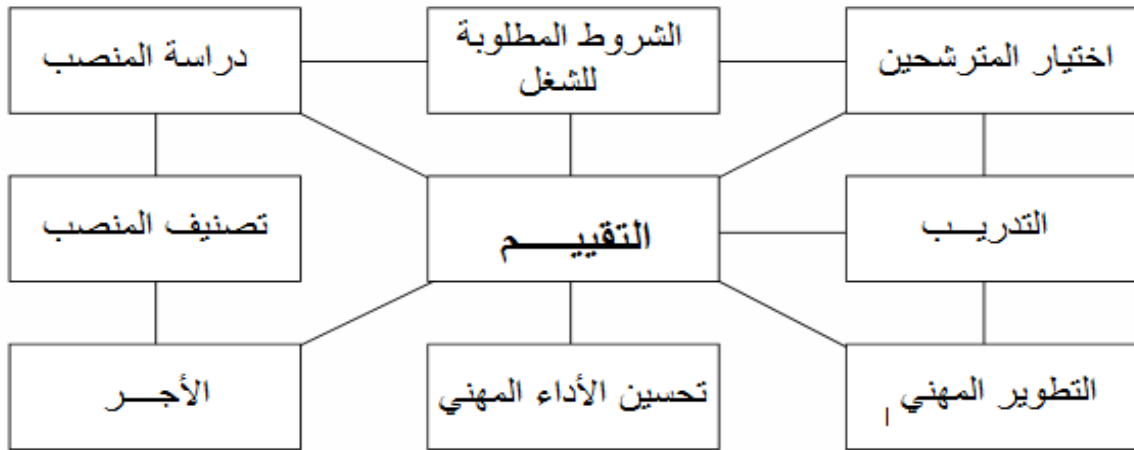 اختيار المترشحين
الشروط المطلوبة
للشغل
دراسة المنصب
التدريـــب
التقييـــــم
تصنيف المنصب
التطوير المهني
تحسين الأداء المهني
الأجـــر